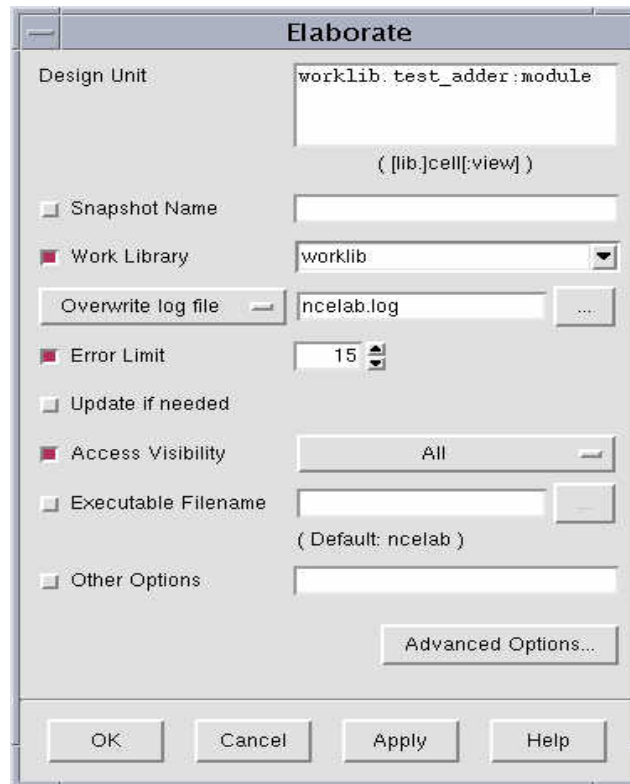 Elaborate
Design Unit
worklib.test_adder:module
( [lib.]cell[:view] )
Snapshot Name
Work Library
worklib
Overwrite log file
ncelab.log
...
Error Limit
15
Update if needed
Access Visibility
All
Executable Filename
...
( Default: ncelab )
Other Options
Advanced Options...
OK
Cancel
Apply
Help